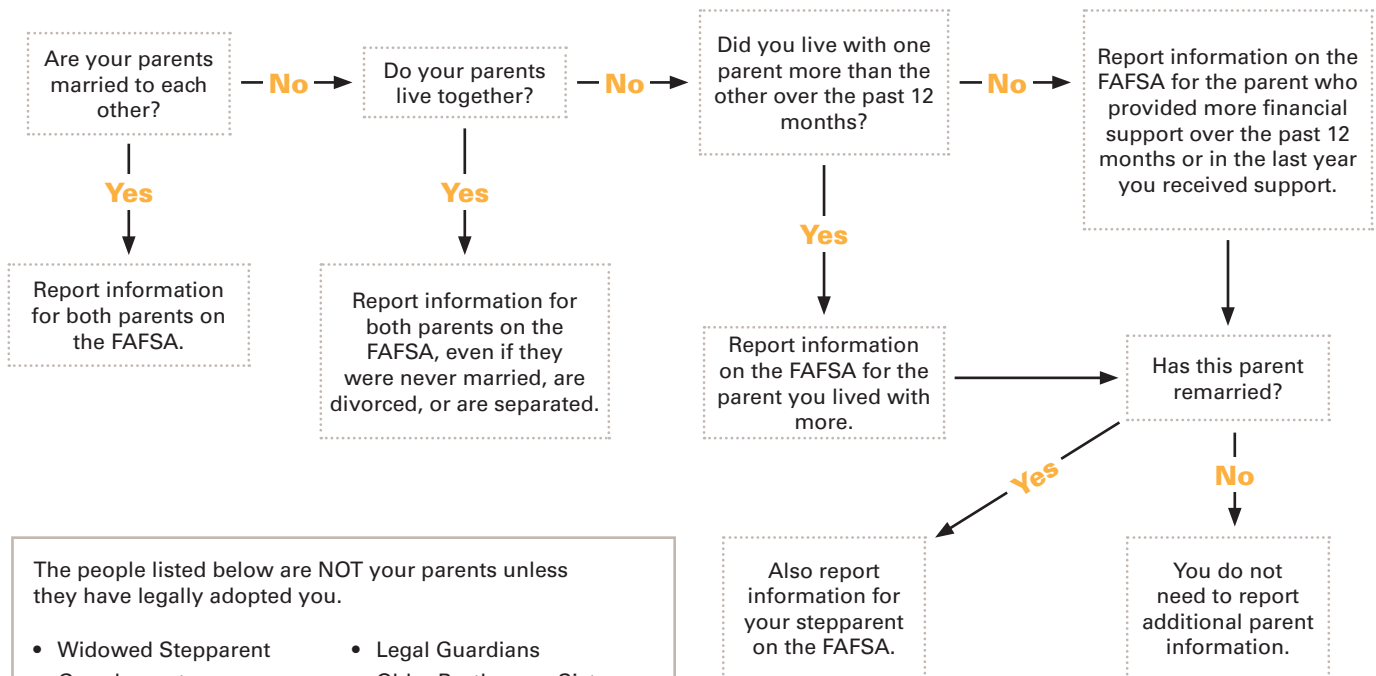 Are your parents
married to each
other?
No
Do your parents
live together?
No
Did you live with one
parent more than the
other over the past 12
months?
No
Report information on the
FAFSA for the parent who
provided more financial
support over the past 12
months or in the last year
you received support.
Yes
Yes
Yes
Report information
for both parents on
the FAFSA.
Report information for
both parents on the
FAFSA, even if they
were never married, are
divorced, or are separated.
Report information
on the FAFSA for the
parent you lived with
more.
Has this parent
remarried?
Yes
No
Also report
information for
your stepparent
on the FAFSA.
You do not
need to report
additional parent
information.
The people listed below are NOT your parents unless
they have legally adopted you.
• Widowed Stepparent
• Legal Guardians